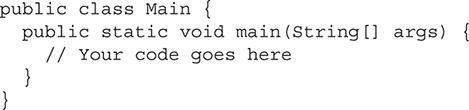 public class Main {
  public static void main(String[] args) {
    // Your code goes here
  }
}